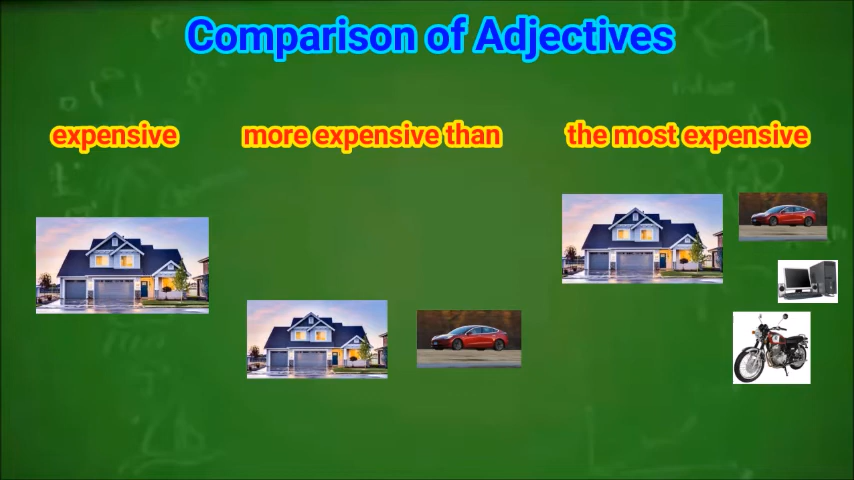 Comparison of Adjectives
expensive
more expensive than
the most expensive